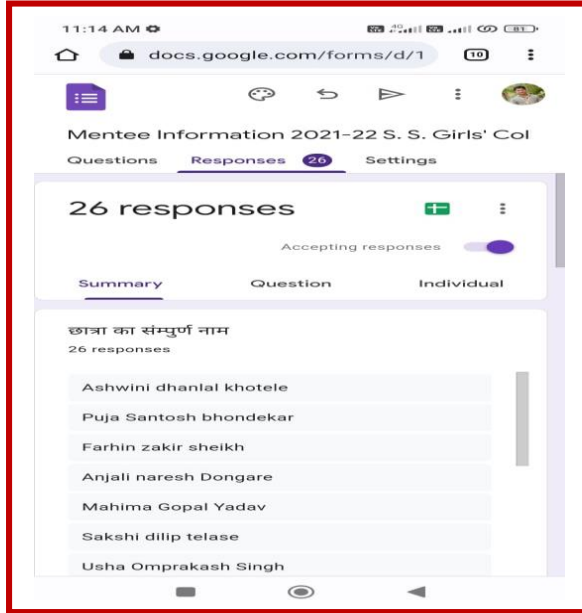 11:14 AM
4G
81
docs.google.com/forms/d/1
10
Mentee Information 2021-22 S. S. Girls' Col
Questions Responses 26 Settings
26 responses
Accepting responses
Summary Question Individual
छात्रा का संम्पुर्ण नाम
26 responses
Ashwini dhanlal khotele
Puja Santosh bhondekar
Farhin zakir sheikh
Anjali naresh Dongare
Mahima Gopal Yadav
Sakshi dilip telase
Usha Omprakash Singh